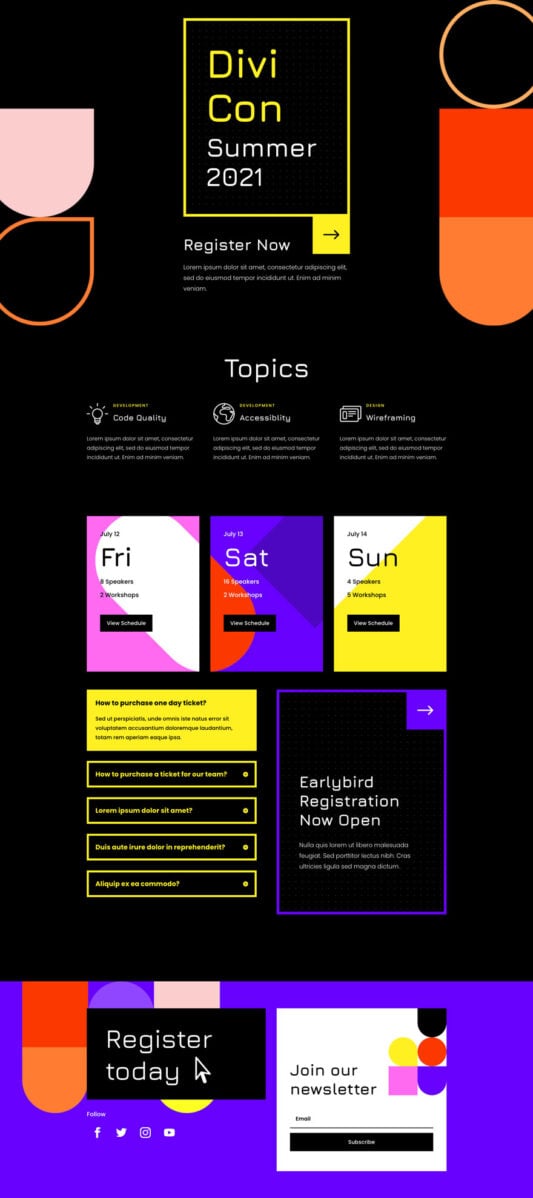 Divi
Con
Summer
2021
Register Now
Lorem ipsum dolor sit amet, consectetur adipiscing elit,
sed do eiusmod tempor incididunt ut. Enim ad minim
veniam.
Topics
DEVELOPMENT
Code Quality
Lorem ipsum dolor sit amet, consectetur
adipiscing elit, sed do eiusmod tempor
incididunt ut. Enim ad minim veniam.
DEVELOPMENT
Accessiblity
Lorem ipsum dolor sit amet, consectetur
adipiscing elit, sed do eiusmod tempor
incididunt ut. Enim ad minim veniam.
DESIGN
Wireframing
Lorem ipsum dolor sit amet, consectetur
adipiscing elit, sed do eiusmod tempor
incididunt ut. Enim ad minim veniam.
July 12
Fri
8 Speakers
2 Workshops
View Schedule
July 13
Sat
16 Speakers
2 Workshops
View Schedule
July 14
Sun
4 Speakers
5 Workshops
View Schedule
How to purchase one day ticket?
Sed ut perspiciatis, unde omnis iste natus error sit
voluptatem accusantium doloremque laudantium,
totam rem aperiam eaque ipsa.
How to purchase a ticket for our team?
Lorem ipsum dolor sit amet?
Duis aute irure dolor in reprehenderit?
Aliquip ex ea commodo?
Earlybird
Registration
Now Open
Nulla quis lorem ut libero malesuada
feugiat. Sed porttitor lectus nibh. Cras
ultricies ligula sed magna dictum.
Register
today
Follow
Join our
newsletter
Email
Subscribe